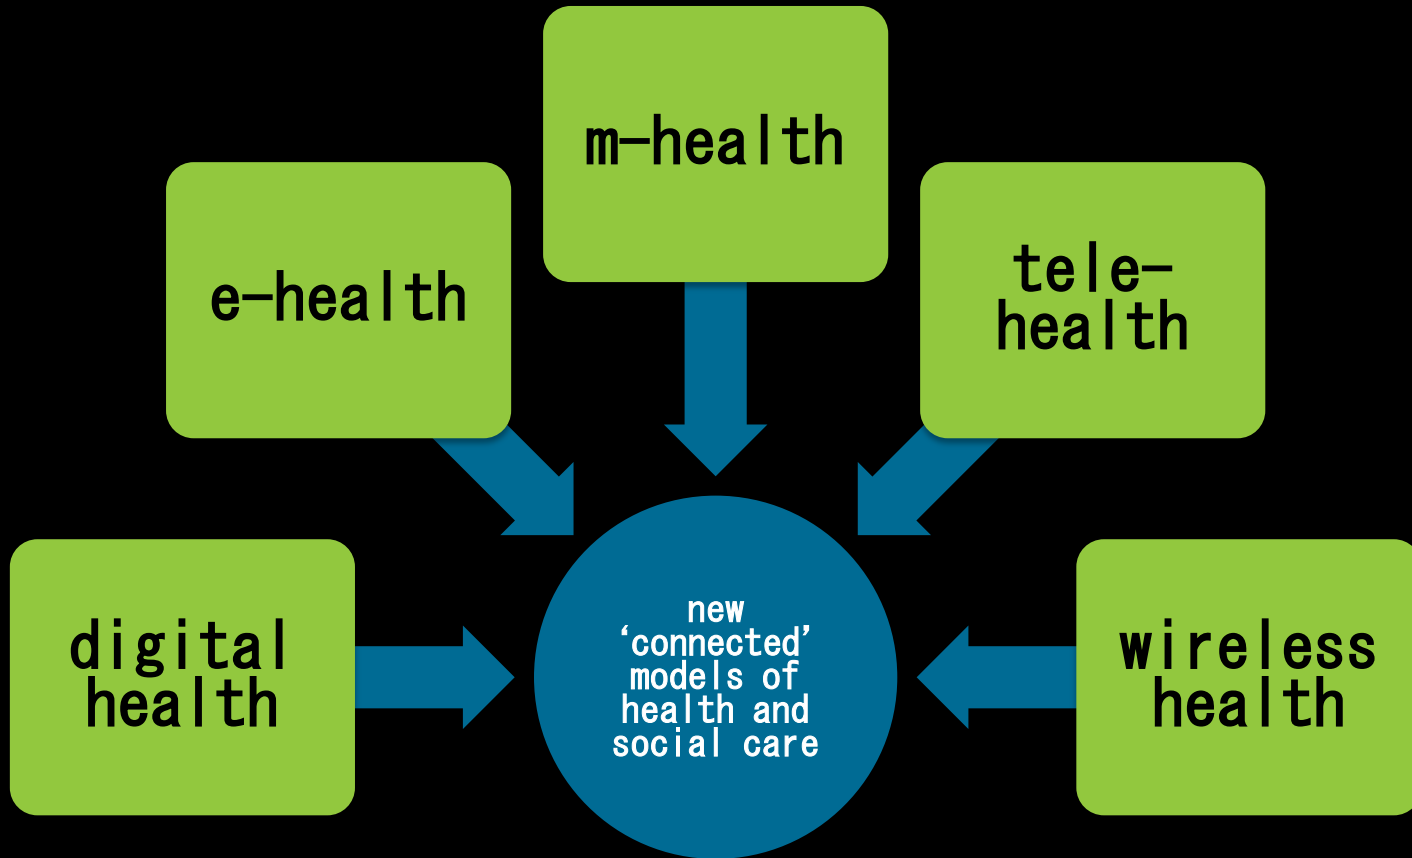 m-health
e-health
tele-
health
digital
health
wireless
health
new
‘connected’
models of
health and
social care